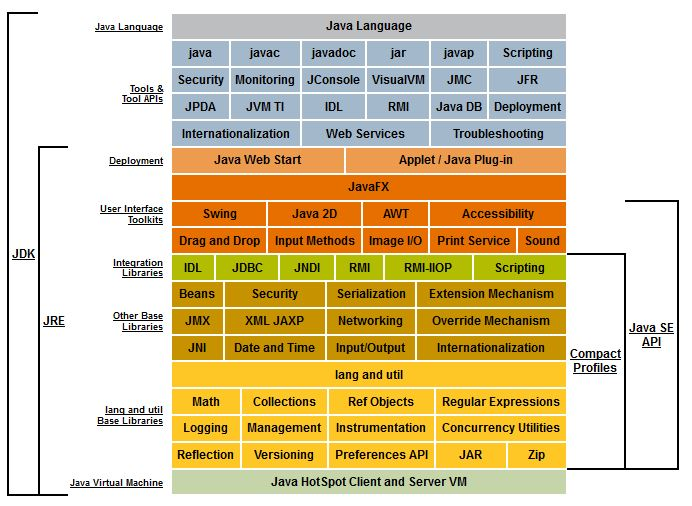 Java Language Java Language
java javac javadoc jar javap Scripting
Tools &
Tool APIs
Security Monitoring JConsole VisualVM JMC JFR
JPDA JVM TI IDL RMI Java DB Deployment
Internationalization Web Services Troubleshooting
Deployment Java Web Start Applet / Java Plug-in
JavaFX
User Interface
Toolkits
Swing Java 2D AWT Accessibility
Drag and Drop Input Methods Image I/O Print Service Sound
Integration
Libraries
IDL JDBC JNDI RMI RMI-IIOP Scripting
Beans Security Serialization Extension Mechanism
Other Base
Libraries
JMX XML JAXP Networking Override Mechanism
JNI Date and Time Input/Output Internationalization
lang and util
lang and util
Base Libraries
Math Collections Ref Objects Regular Expressions
Logging Management Instrumentation Concurrency Utilities
Reflection Versioning Preferences API JAR Zip
Java Virtual Machine Java HotSpot Client and Server VM
JDK
JRE
Compact
Profiles
Java SE
API